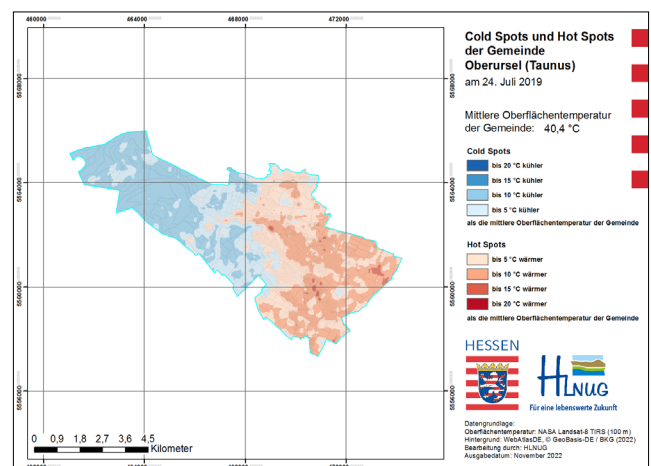 460000
464000
468000
472000
Cold Spots und Hot Spots
der Gemeinde
Oberursel (Taunus)
am 24. Juli 2019
Mittlere Oberflächentemperatur
der Gemeinde: 40,4 °C
Cold Spots
bis 20 °C kühler
bis 15 °C kühler
bis 10 °C kühler
bis 5 °C kühler
als die mittlere Oberflächentemperatur der Gemeinde
Hot Spots
bis 5 °C wärmer
bis 10 °C wärmer
bis 15 °C wärmer
bis 20 °C wärmer
als die mittlere Oberflächentemperatur der Gemeinde
5568000
5568000
5564000
5564000
5560000
5560000
5556000
5556000
HESSEN
HLNUG
Für eine lebenswerte Zukunft
0 0,9 1,8 2,7 3,6 4,5
Kilometer
Datengrundlage:
Oberflächentemperatur: NASA Landsat-8 TIRS (100 m)
Hintergrund: WebAtlasDE, © GeoBasis-DE / BKG (2022)
Bearbeitung durch: HLNUG
Ausgabedatum: November 2022